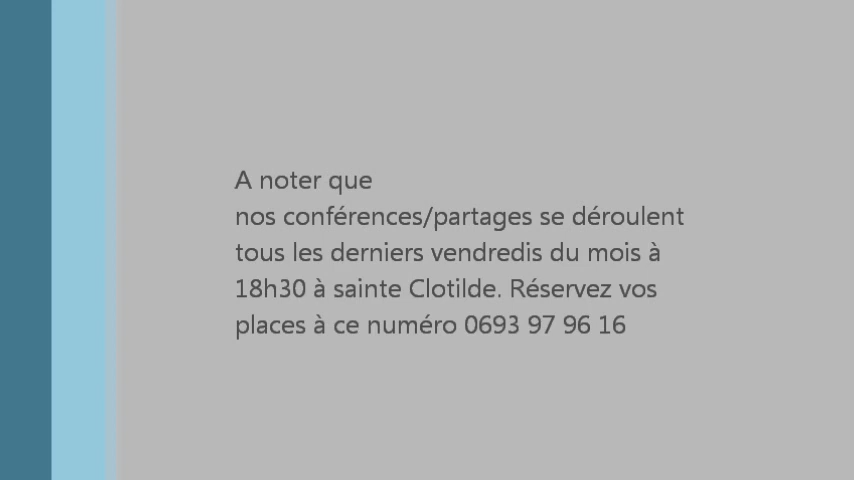 A noter que
nos conférences/partages se déroulent
tous les derniers vendredis du mois à
18h30 à sainte Clotilde. Réservez vos
places à ce numéro 0693 97 96 16